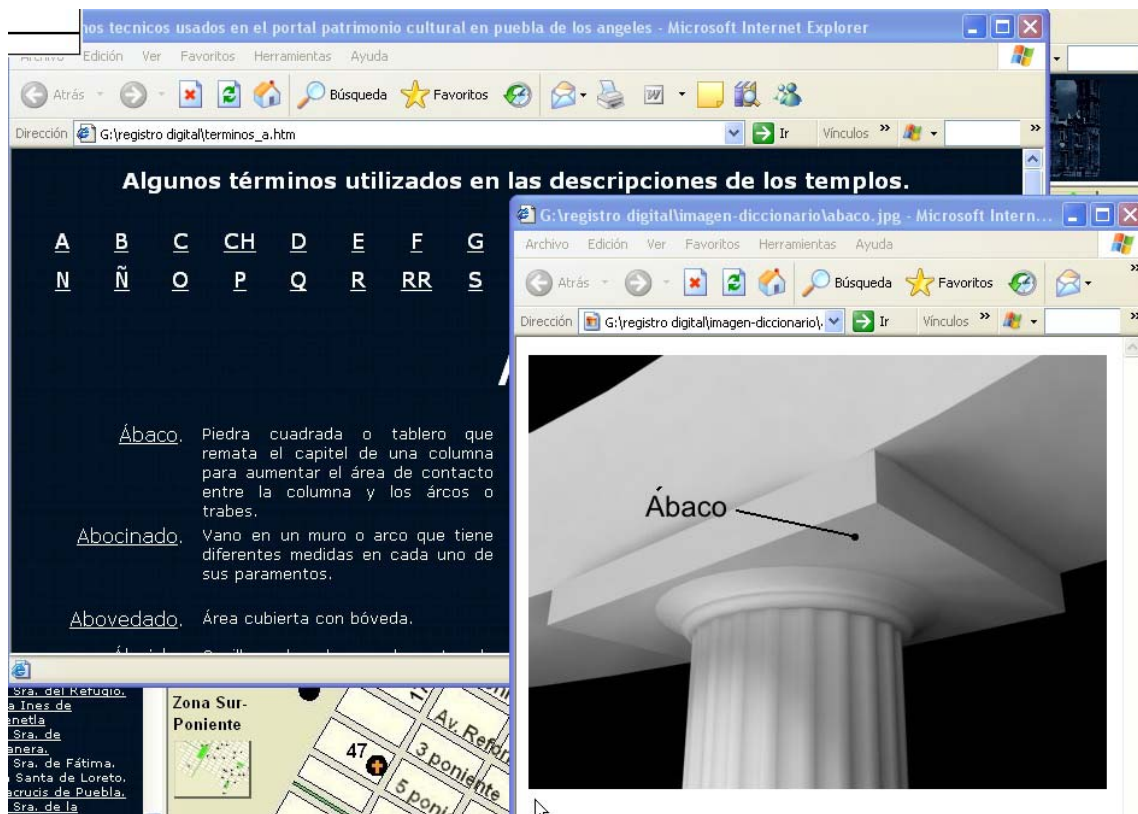 nos tecnicos usados en el portal patrimonio cultural en puebla de los angeles - Microsoft Internet Explorer
Edición Ver Favoritos Herramientas Ayuda
Atrás Búsqueda Favoritos
Dirección G:\registro digital\terminos_a.htm Ir Vínculos »
Algunos términos utilizados en las descripciones de los templos.
A B C CH D E F G
N Ñ O P Q R RR S
Ábaco. Piedra cuadrada o tablero que
remata el capitel de una columna
para aumentar el área de contacto
entre la columna y los árcos o
trabes.
Abocinado. Vano en un muro o arco que tiene
diferentes medidas en cada uno de
sus paramentos.
Abovedado. Área cubierta con bóveda.
G:\registro digital\imagen-diccionario\abaco.jpg - Microsoft Intern...
Archivo Edición Ver Favoritos Herramientas Ayuda
Atrás Búsqueda Favoritos
Dirección G:\registro digital\imagen-diccionario\ Ir Vínculos »
Ábaco
Sra. del Refugio.
Ines de
Sra. de
Sra. de Fátima.
Santa de Loreto.
de Puebla.
Sra. de la
Zona Sur-
Poniente
47
Av.
3 poniente
5